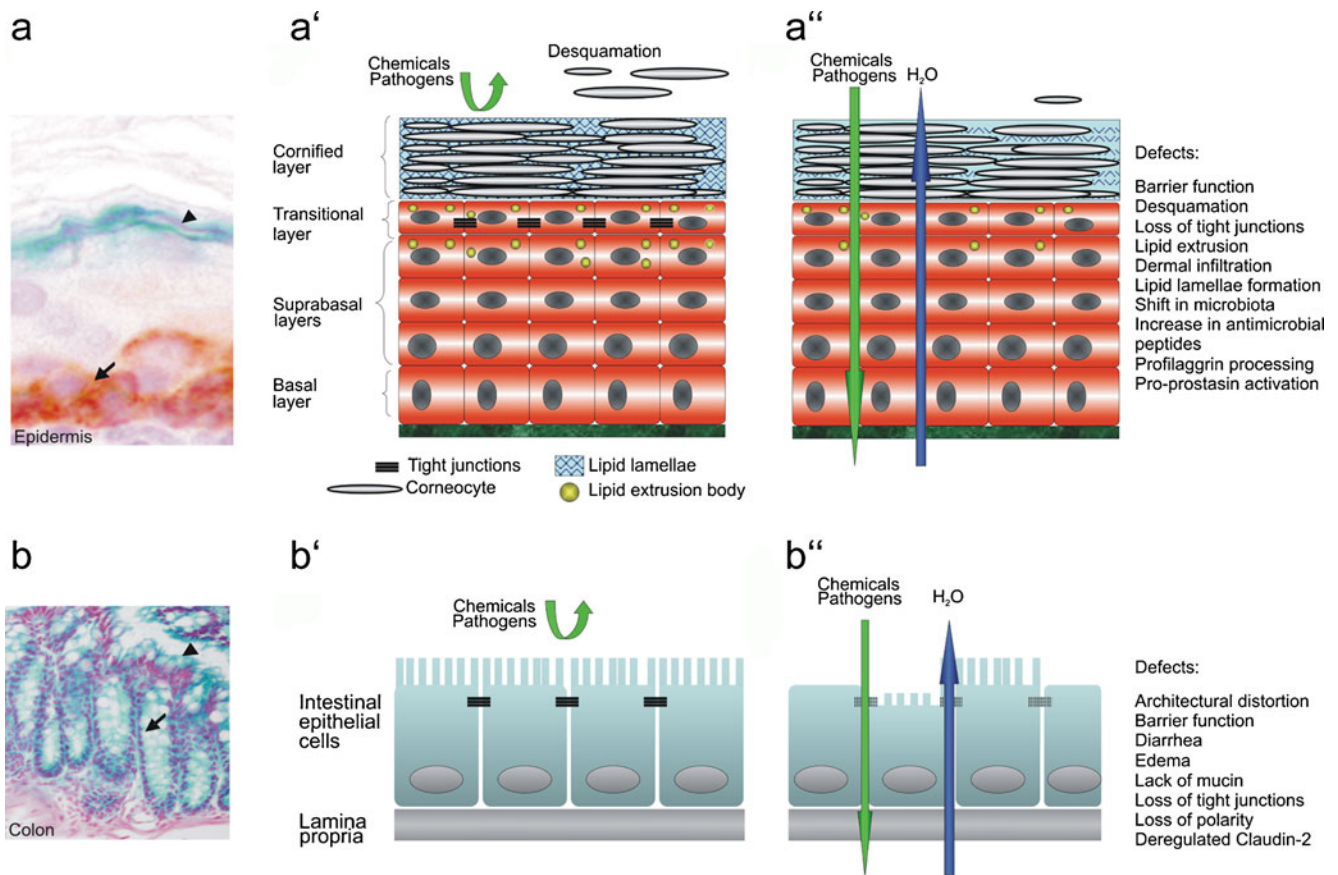 a
a‘
a“
Desquamation
Chemicals
Pathogens
Chemicals
Pathogens
H₂O
Cornified
layer
Transitional
layer
Suprabasal
layers
Basal
layer
Epidermis
Defects:
Barrier function
Desquamation
Loss of tight junctions
Lipid extrusion
Dermal infiltration
Lipid lamellae formation
Shift in microbiota
Increase in antimicrobial
peptides
Profilaggrin processing
Pro-prostasin activation
Tight junctions
Lipid lamellae
Corneocyte
Lipid extrusion body
b
b‘
b“
Chemicals
Pathogens
Chemicals
Pathogens
H₂O
Intestinal
epithelial
cells
Lamina
propria
Colon
Defects:
Architectural distortion
Barrier function
Diarrhea
Edema
Lack of mucin
Loss of tight junctions
Loss of polarity
Deregulated Claudin-2